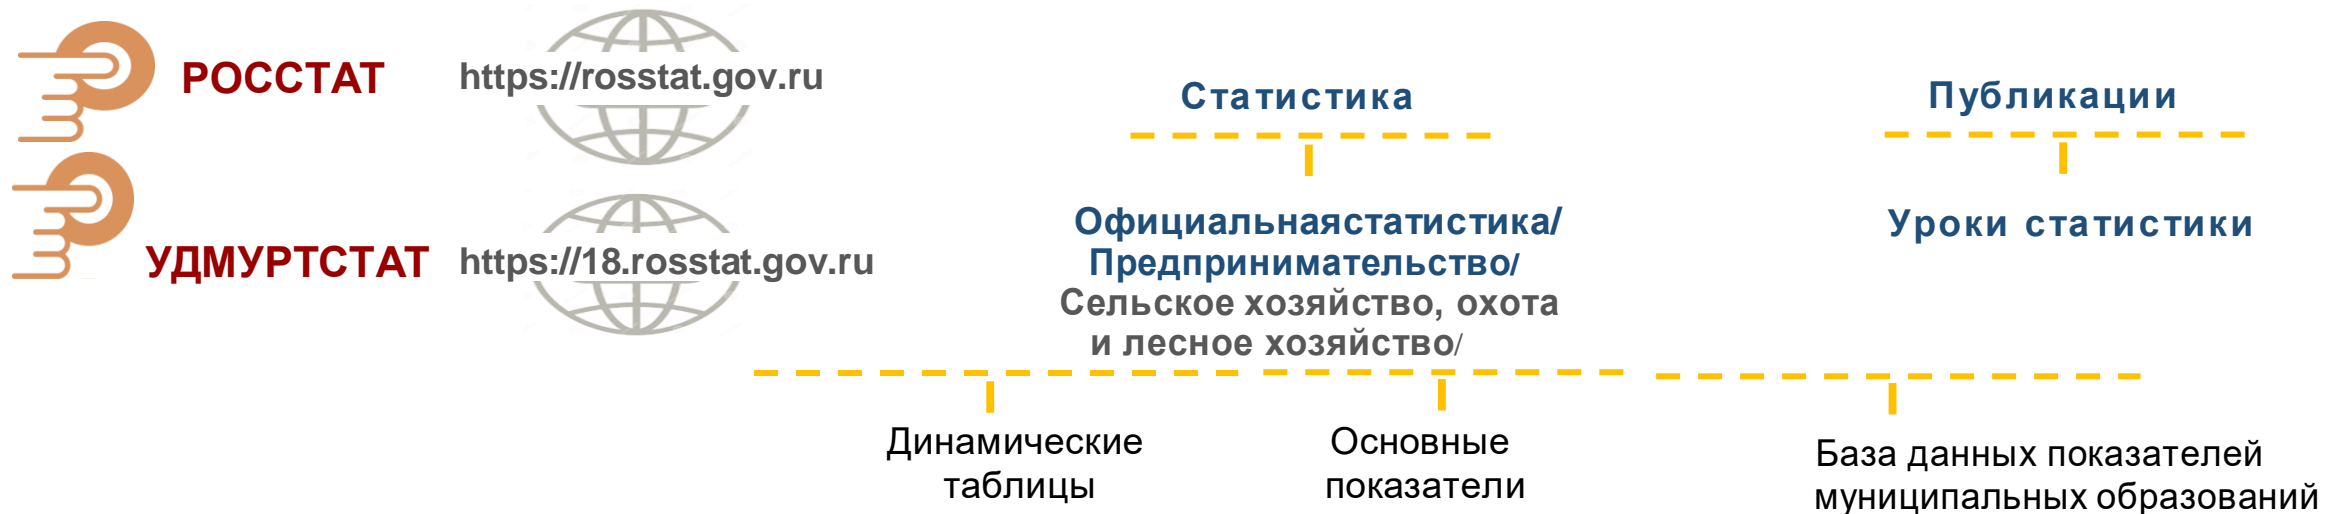 РОССТАТ
https://rosstat.gov.ru
УДМУРТСТАТ
https://18.rosstat.gov.ru
Статистика
Официальнаястатистика/
Предпринимательство/
Сельское хозяйство, охота
и лесное хозяйство/
Публикации
Уроки статистики
Динамические
таблицы
Основные
показатели
База данных показателей
муниципальных образований